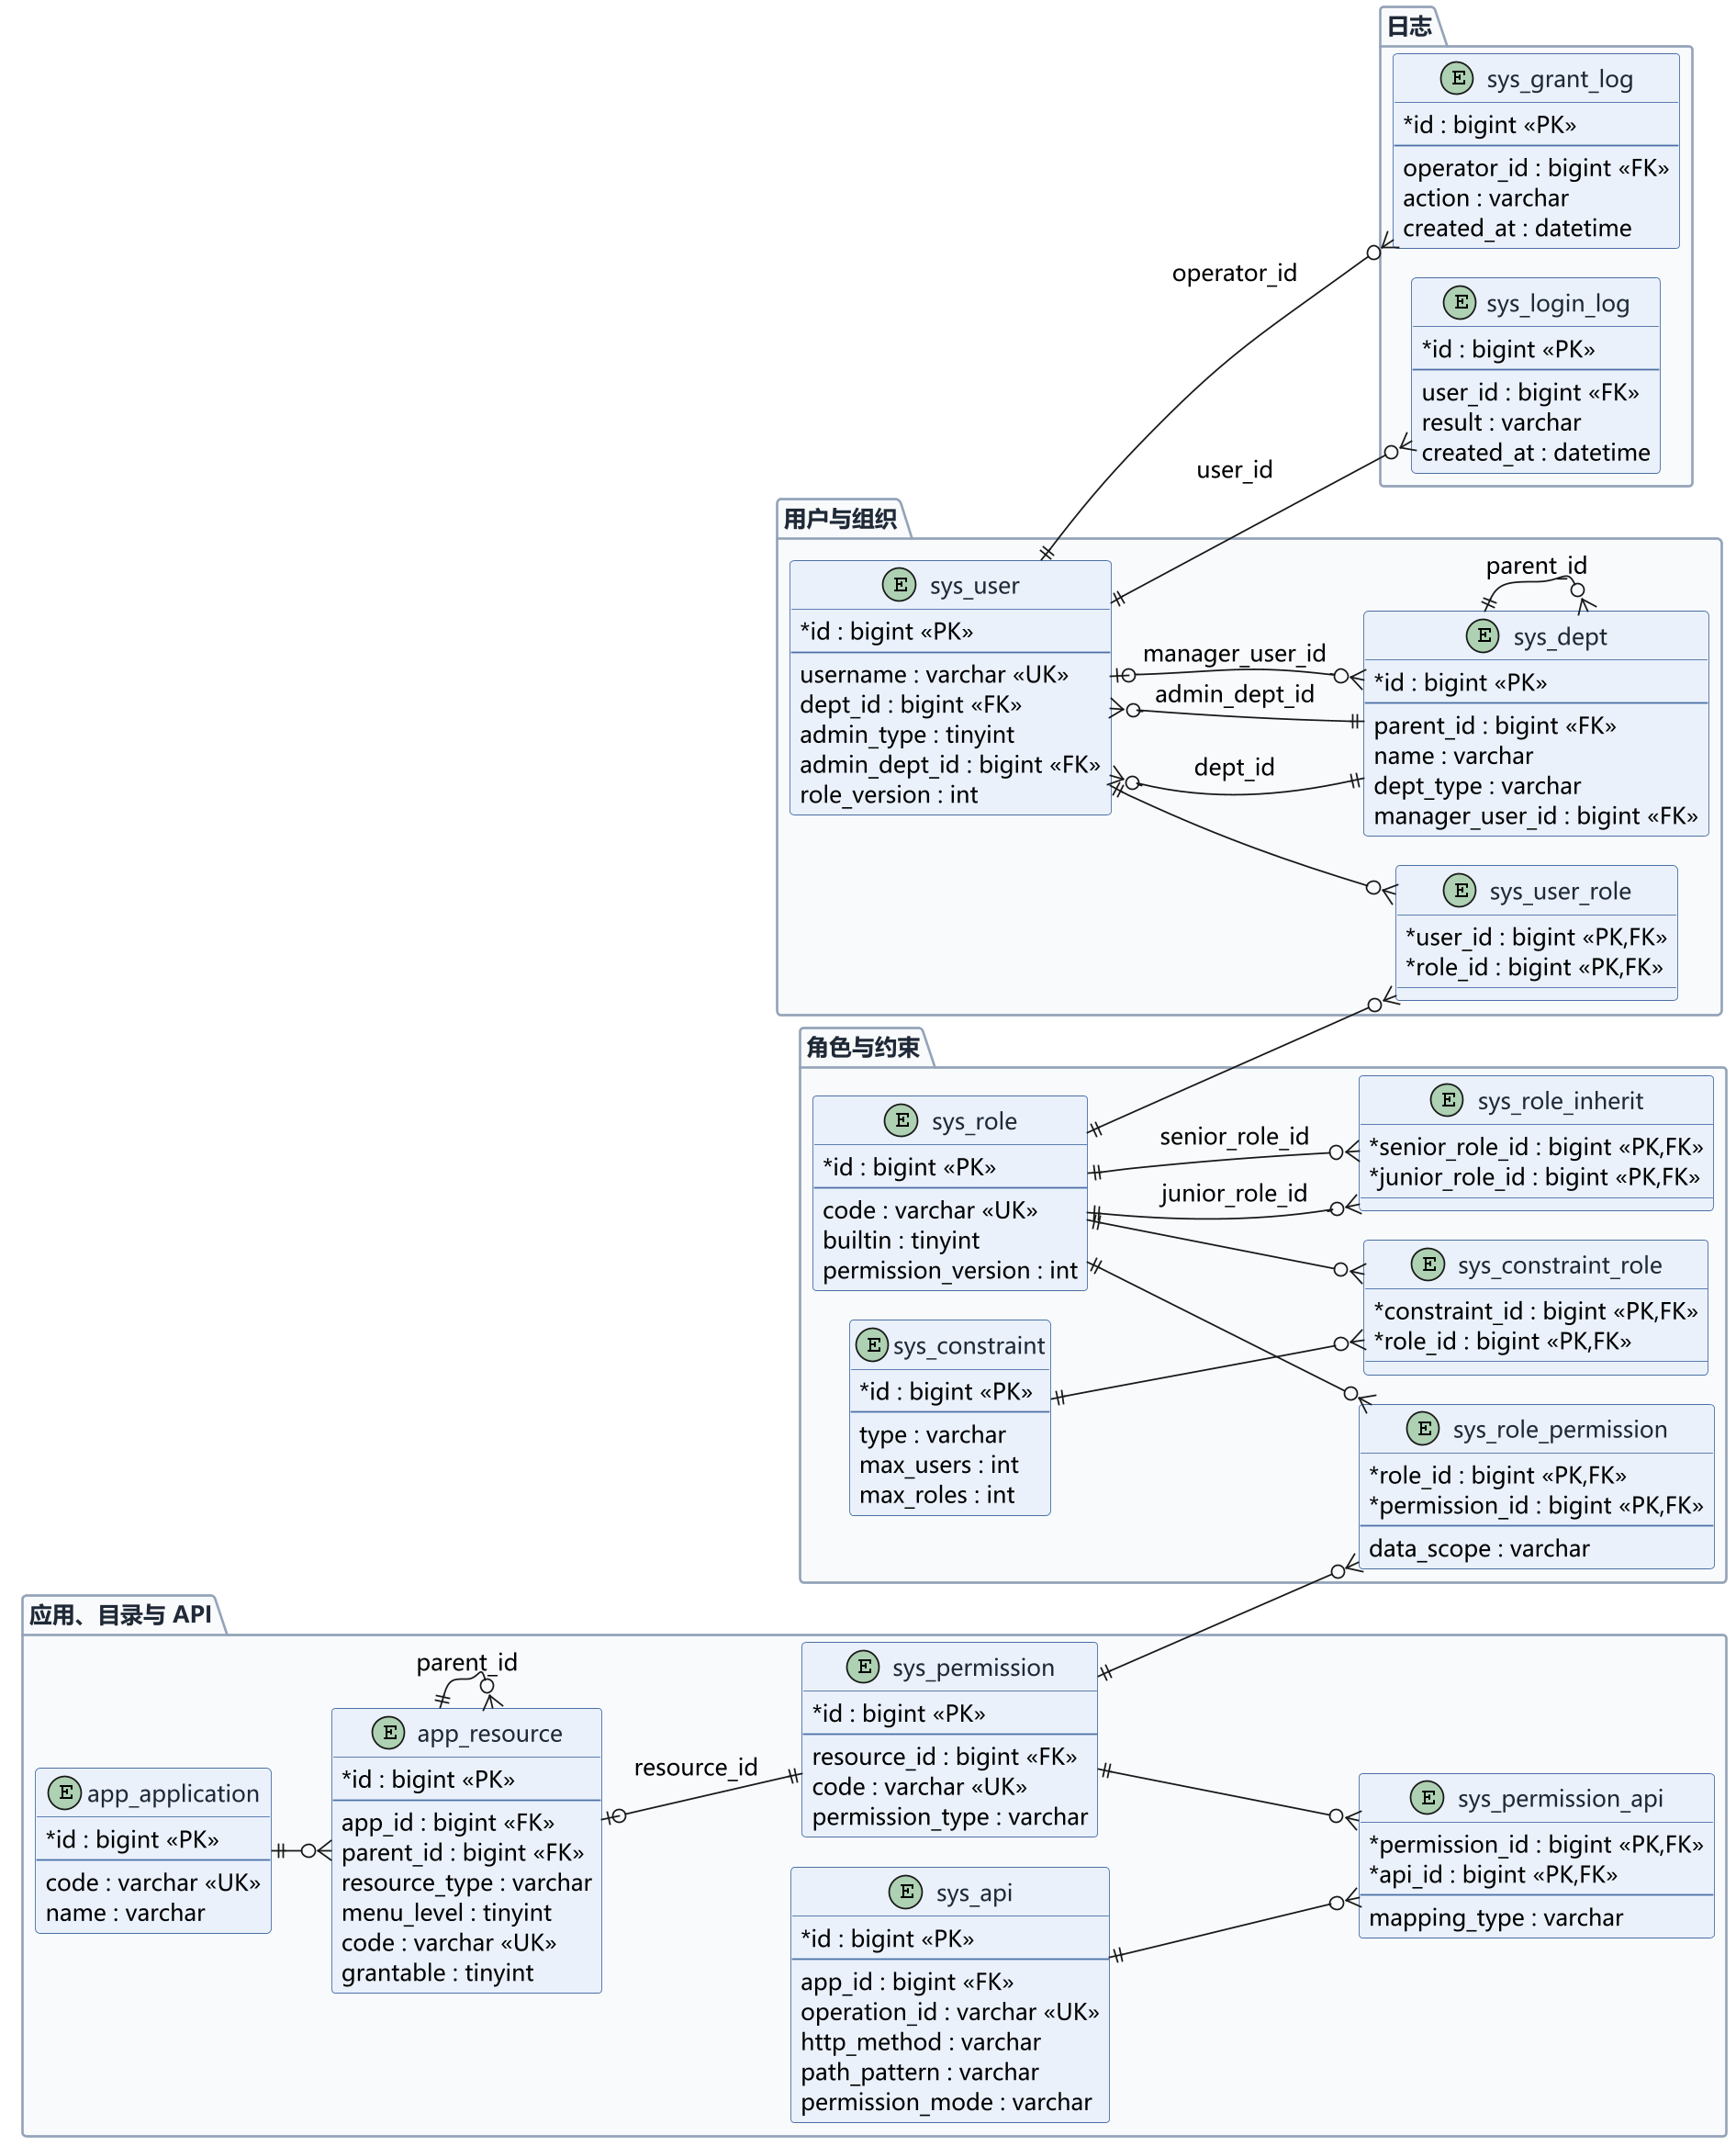 日志
sys_grant_log
*id : bigint «PK»
operator_id : bigint «FK»
action : varchar
created_at : datetime
operator_id
sys_login_log
*id : bigint «PK»
user_id : bigint «FK»
result : varchar
created_at : datetime
user_id
用户与组织
sys_user
*id : bigint «PK»
username : varchar «UK»
dept_id : bigint «FK»
admin_type : tinyint
admin_dept_id : bigint «FK»
role_version : int
manager_user_id
admin_dept_id
dept_id
parent_id
sys_dept
*id : bigint «PK»
parent_id : bigint «FK»
name : varchar
dept_type : varchar
manager_user_id : bigint «FK»
sys_user_role
*user_id : bigint «PK,FK»
*role_id : bigint «PK,FK»
角色与约束
sys_role
*id : bigint «PK»
code : varchar «UK»
builtin : tinyint
permission_version : int
senior_role_id
junior_role_id
sys_role_inherit
*senior_role_id : bigint «PK,FK»
*junior_role_id : bigint «PK,FK»
sys_constraint_role
*constraint_id : bigint «PK,FK»
*role_id : bigint «PK,FK»
sys_constraint
*id : bigint «PK»
type : varchar
max_users : int
max_roles : int
sys_role_permission
*role_id : bigint «PK,FK»
*permission_id : bigint «PK,FK»
data_scope : varchar
应用、目录与 API
parent_id
app_application
*id : bigint «PK»
code : varchar «UK»
name : varchar
app_resource
*id : bigint «PK»
app_id : bigint «FK»
parent_id : bigint «FK»
resource_type : varchar
menu_level : tinyint
code : varchar «UK»
grantable : tinyint
resource_id
sys_permission
*id : bigint «PK»
resource_id : bigint «FK»
code : varchar «UK»
permission_type : varchar
sys_api
*id : bigint «PK»
app_id : bigint «FK»
operation_id : varchar «UK»
http_method : varchar
path_pattern : varchar
permission_mode : varchar
sys_permission_api
*permission_id : bigint «PK,FK»
*api_id : bigint «PK,FK»
mapping_type : varchar